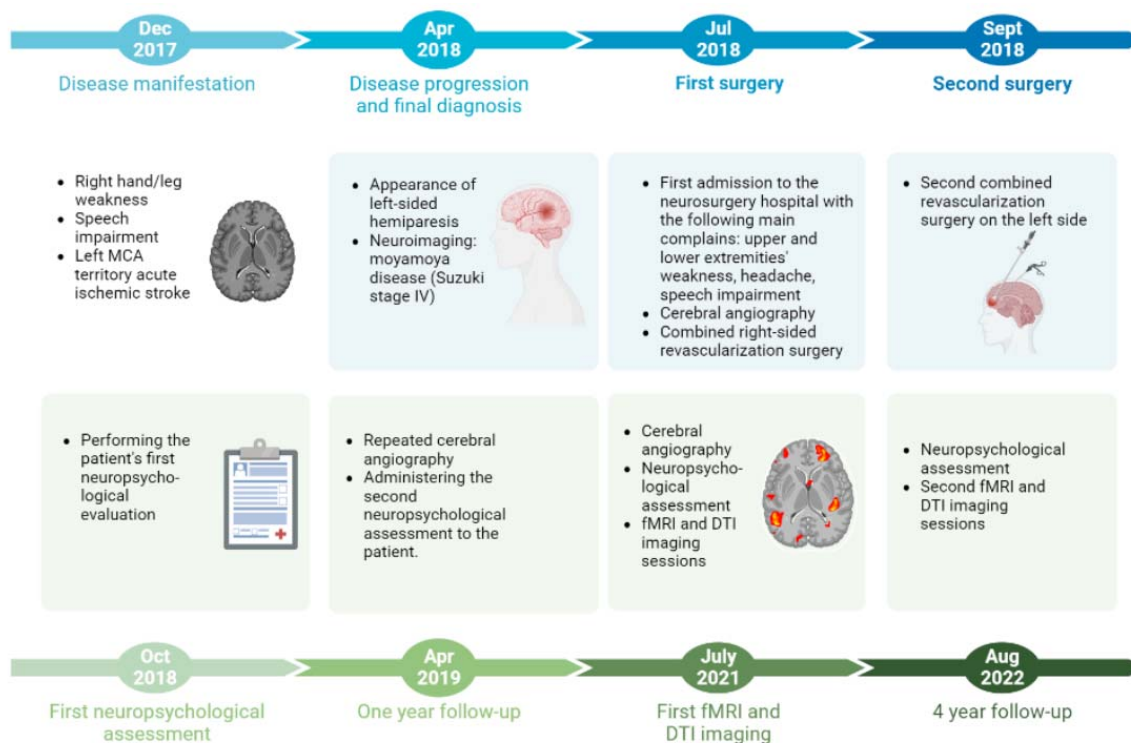 Dec
2017
Apr
2018
Jul
2018
Sept
2018
Disease manifestation
Disease progression
and final diagnosis
First surgery
Second surgery
• Right hand/leg
weakness
• Speech
impairment
• Left MCA
territory acute
ischemic stroke
• Appearance of
left-sided
hemiparesis
• Neuroimaging:
moyamoya
disease (Suzuki
stage IV)
• First admission to the
neurosurgery hospital with
the following main
complains: upper and
lower extremities'
weakness, headache,
speech impairment
• Cerebral angiography
• Combined right-sided
revascularization surgery
• Second combined
revascularization
surgery on the left side
• Performing the
patient's first
neuropsycho-
logical
evaluation
• Repeated cerebral
angiography
• Administering the
second
neuropsychological
assessment to the
patient.
• Cerebral
angiography
• Neuropsycho-
logical
assessment
• fMRI and DTI
imaging
sessions
• Neuropsychological
assessment
• Second fMRI and
DTI imaging
sessions
Oct
2018
Apr
2019
July
2021
Aug
2022
First neuropsychological
assessment
One year follow-up
First fMRI and
DTI imaging
4 year follow-up